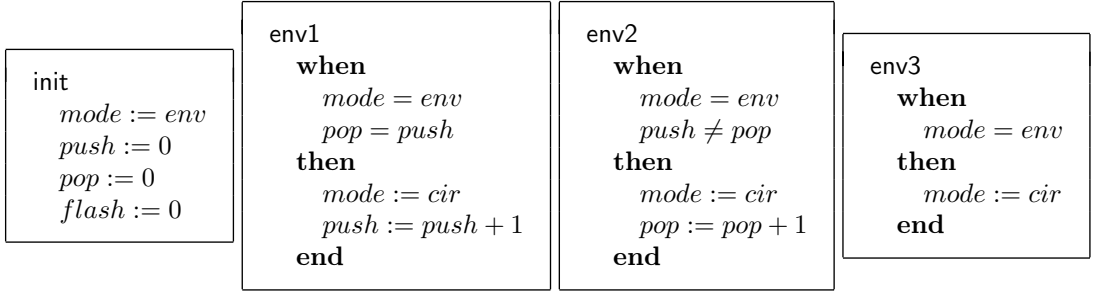 init
mode := env
push := 0
pop := 0
flash := 0
env1
when
mode = env
pop = push
then
mode := cir
push := push + 1
end
env2
when
mode = env
push ≠ pop
then
mode := cir
pop := pop + 1
end
env3
when
mode = env
then
mode := cir
end